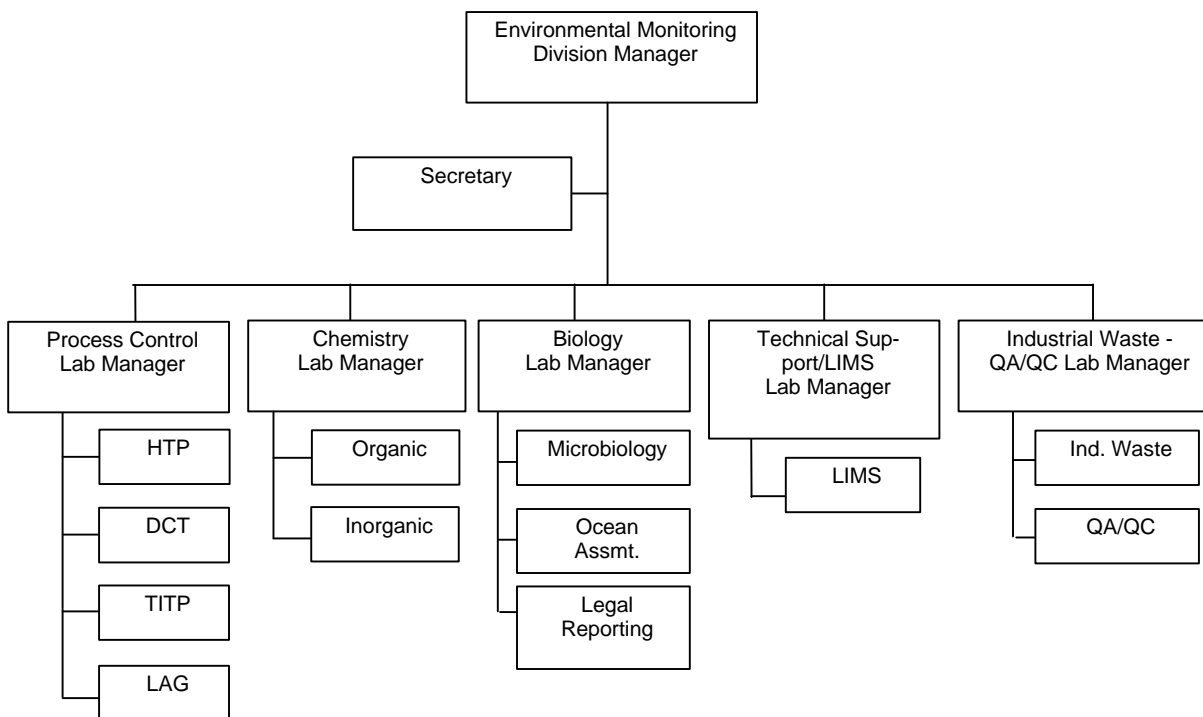 Environmental Monitoring
Division Manager
Secretary
Process Control
Lab Manager
Chemistry
Lab Manager
Biology
Lab Manager
Technical Sup-
port/LIMS
Lab Manager
Industrial Waste -
QA/QC Lab Manager
HTP
DCT
TITP
LAG
Organic
Inorganic
Microbiology
Ocean
Assmt.
Legal
Reporting
LIMS
Ind. Waste
QA/QC